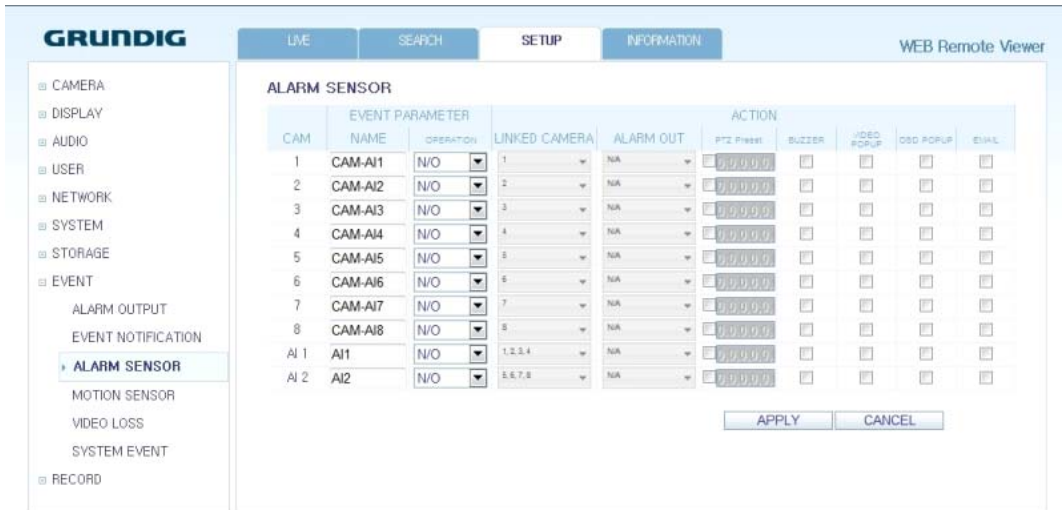 GRUNDIG
LIVE SEARCH SETUP INFORMATION
WEB Remote Viewer
CAMERA
DISPLAY
AUDIO
USER
NETWORK
SYSTEM
STORAGE
EVENT
ALARM OUTPUT
EVENT NOTIFICATION
ALARM SENSOR
MOTION SENSOR
VIDEO LOSS
SYSTEM EVENT
RECORD
ALARM SENSOR
EVENT PARAMETER ACTION
CAM NAME OPERATION LINKED CAMERA ALARM OUT PTZ Preset BUZZER VIDEO POPUP OSD POPUP EMAIL
1 CAM-AI1 N/O 1 N/A
2 CAM-AI2 N/O 2 N/A
3 CAM-AI3 N/O 3 N/A
4 CAM-AI4 N/O 4 N/A
5 CAM-AI5 N/O 5 N/A
6 CAM-AI6 N/O 6 N/A
7 CAM-AI7 N/O 7 N/A
8 CAM-AI8 N/O 8 N/A
AI 1 AI1 N/O 1, 2, 3, 4 N/A
AI 2 AI2 N/O 5, 6, 7, 8 N/A
APPLY CANCEL